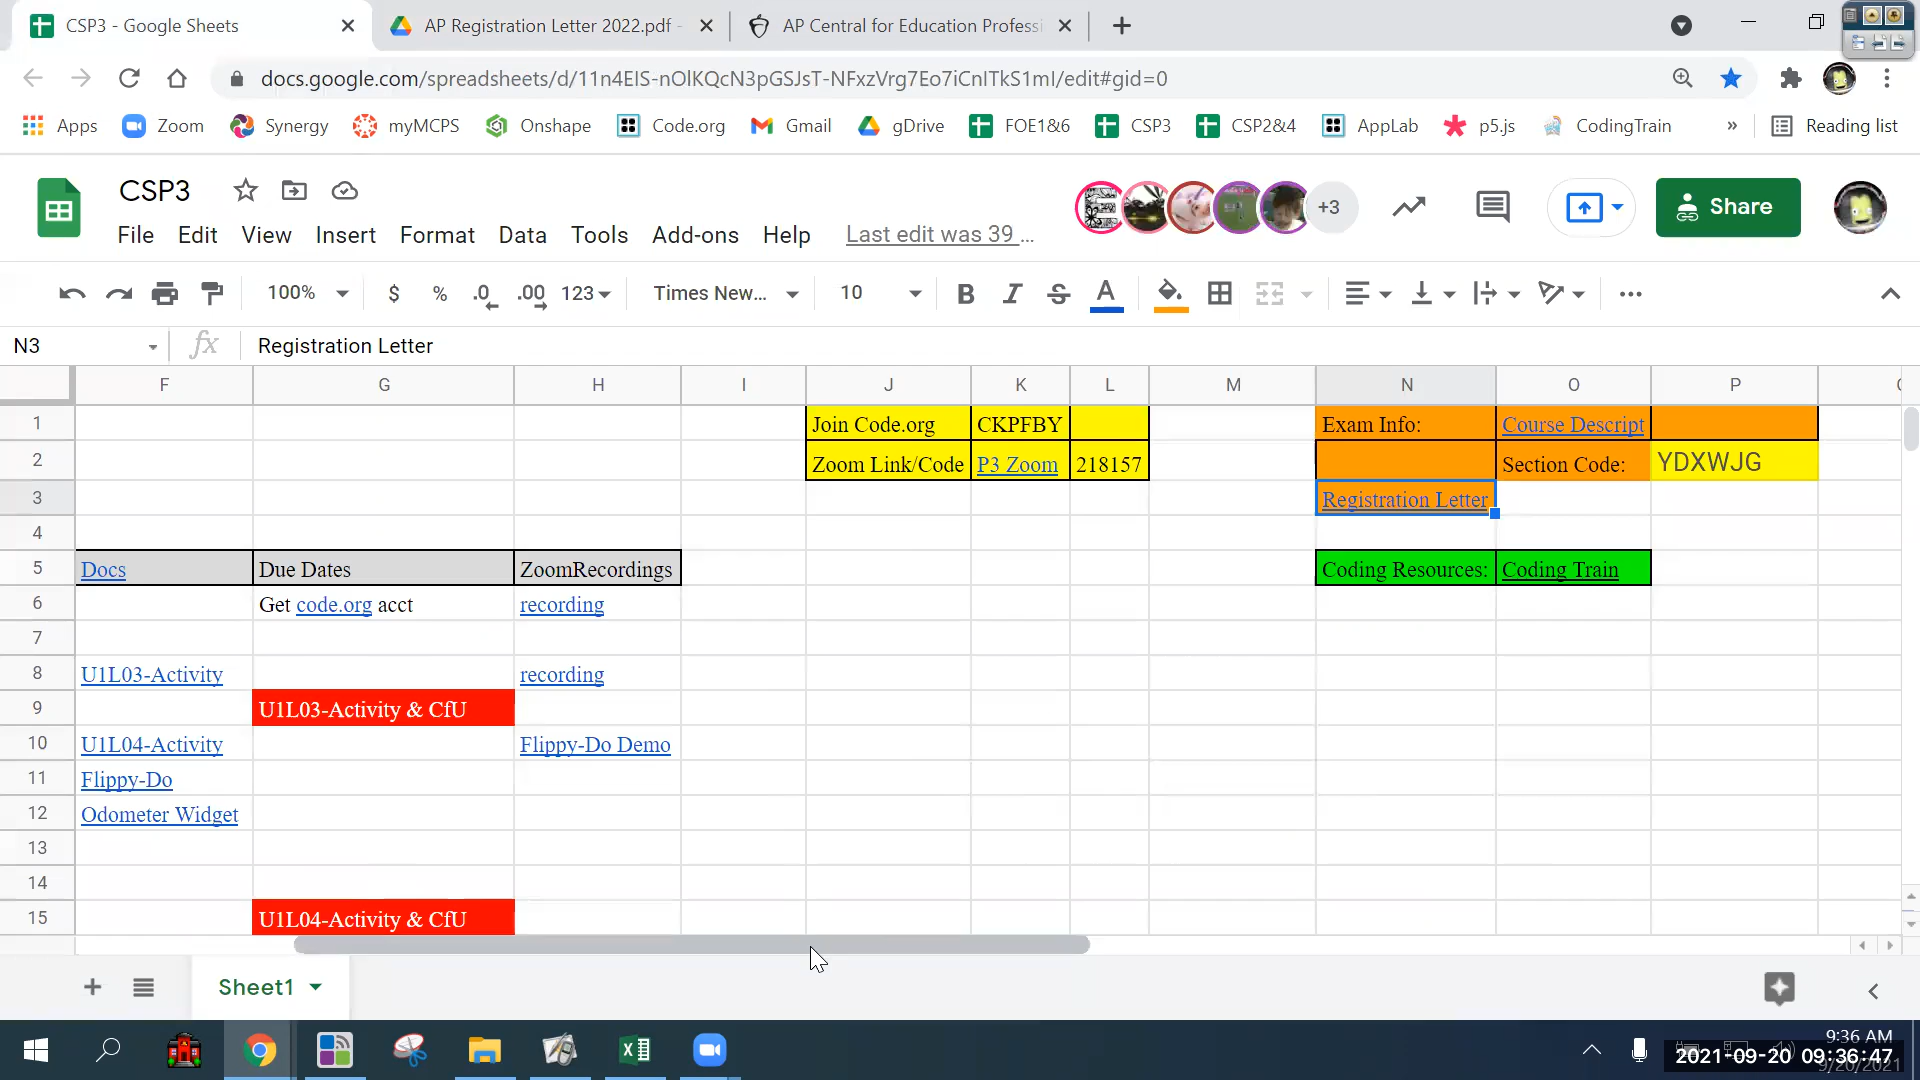 CSP3 - Google Sheets
AP Registration Letter 2022.pdf -
AP Central for Education Professi
docs.google.com/spreadsheets/d/11n4EIS-nOlKQcN3pGSJsT-NFxzVrg7Eo7iCnITkS1mI/edit#gid=0
Apps Zoom Synergy myMCPS Onshape Code.org Gmail gDrive FOE1&6 CSP3 CSP2&4 AppLab p5.js CodingTrain » Reading list
CSP3
+3
Share
File Edit View Insert Format Data Tools Add-ons Help Last edit was 39 ...
100% $ % .0 .00 123 Times New... 10 B I S A
N3 fx Registration Letter
F G H I J K L M N O P
1 Join Code.org CKPFBY Exam Info: Course Descript
2 Zoom Link/Code P3 Zoom 218157 Section Code: YDXWJG
3 Registration Letter
4
5 Docs Due Dates ZoomRecordings Coding Resources: Coding Train
6 Get code.org acct recording
7
8 U1L03-Activity recording
9 U1L03-Activity & CfU
10 U1L04-Activity Flippy-Do Demo
11 Flippy-Do
12 Odometer Widget
13
14
15 U1L04-Activity & CfU
Sheet1
9:36 AM
2021-09-20 09:36:47
9/20/2021